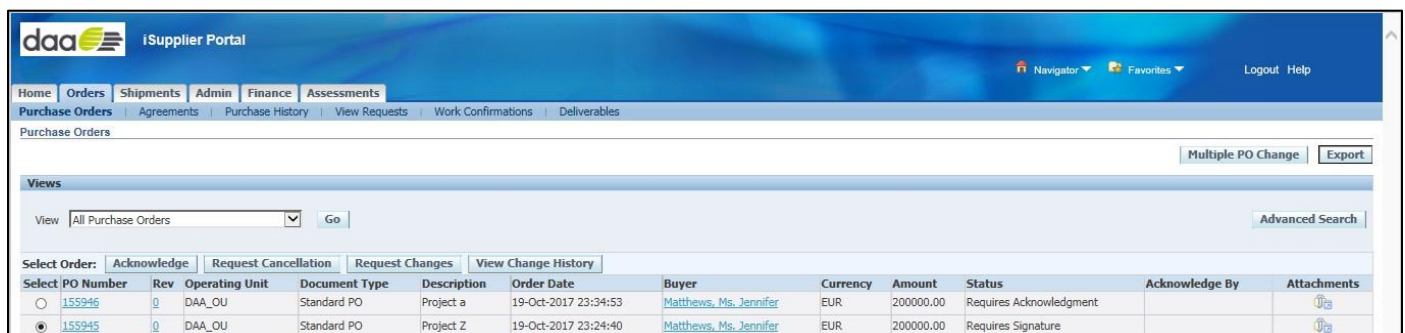 daa iSupplier Portal
Navigator Favorites Logout Help
Home Orders Shipments Admin Finance Assessments
Purchase Orders | Agreements | Purchase History | View Requests | Work Confirmations | Deliverables
Purchase Orders
Multiple PO Change Export
Views
View All Purchase Orders Go Advanced Search
Select Order: Acknowledge Request Cancellation Request Changes View Change History
Select PO Number Rev Operating Unit Document Type Description Order Date Buyer Currency Amount Status Acknowledge By Attachments
155946 0 DAA_OU Standard PO Project a 19-Oct-2017 23:34:53 Matthews, Ms. Jennifer EUR 200000.00 Requires Acknowledgment
155945 0 DAA_OU Standard PO Project Z 19-Oct-2017 23:24:40 Matthews, Ms. Jennifer EUR 200000.00 Requires Signature